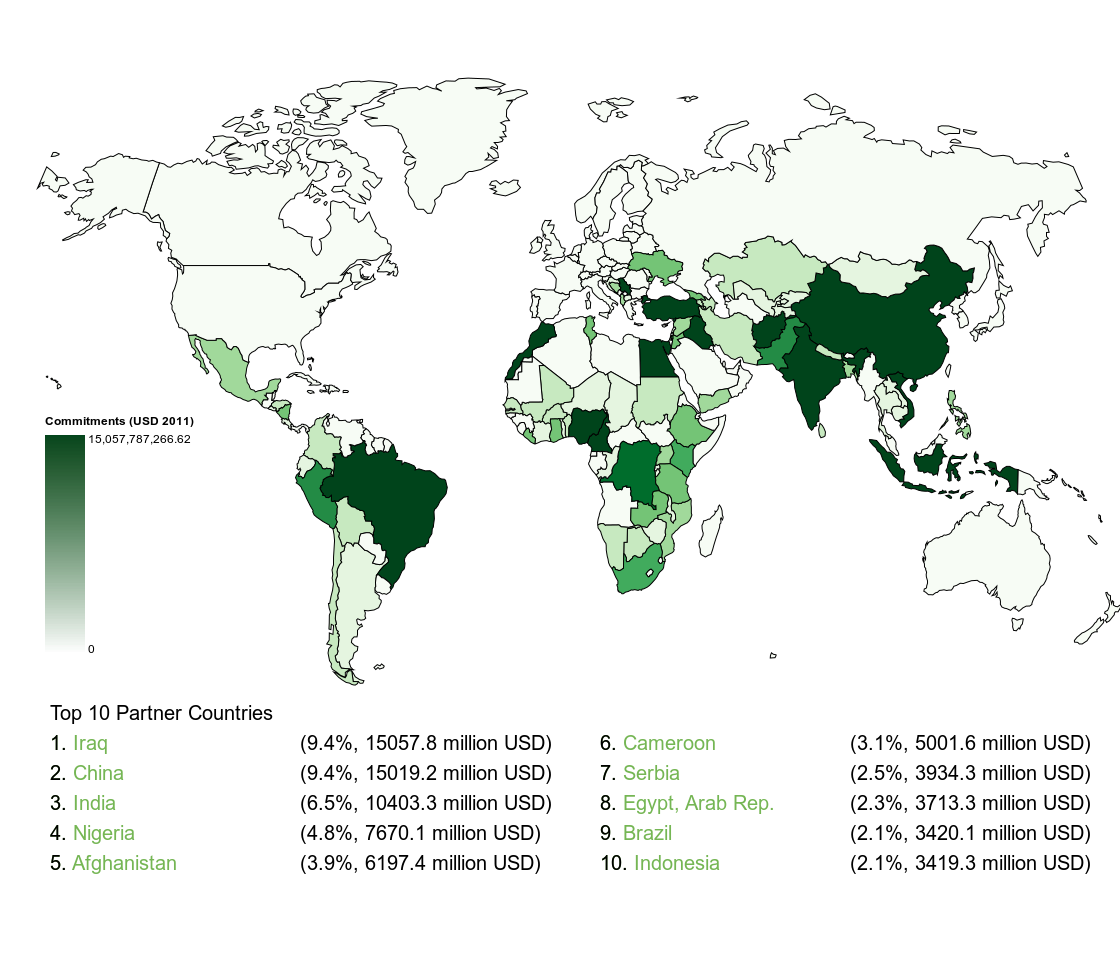 Commitments (USD 2011)
15,057,787,266.62
0
Top 10 Partner Countries
1. Iraq (9.4%, 15057.8 million USD)
2. China (9.4%, 15019.2 million USD)
3. India (6.5%, 10403.3 million USD)
4. Nigeria (4.8%, 7670.1 million USD)
5. Afghanistan (3.9%, 6197.4 million USD)
6. Cameroon (3.1%, 5001.6 million USD)
7. Serbia (2.5%, 3934.3 million USD)
8. Egypt, Arab Rep. (2.3%, 3713.3 million USD)
9. Brazil (2.1%, 3420.1 million USD)
10. Indonesia (2.1%, 3419.3 million USD)